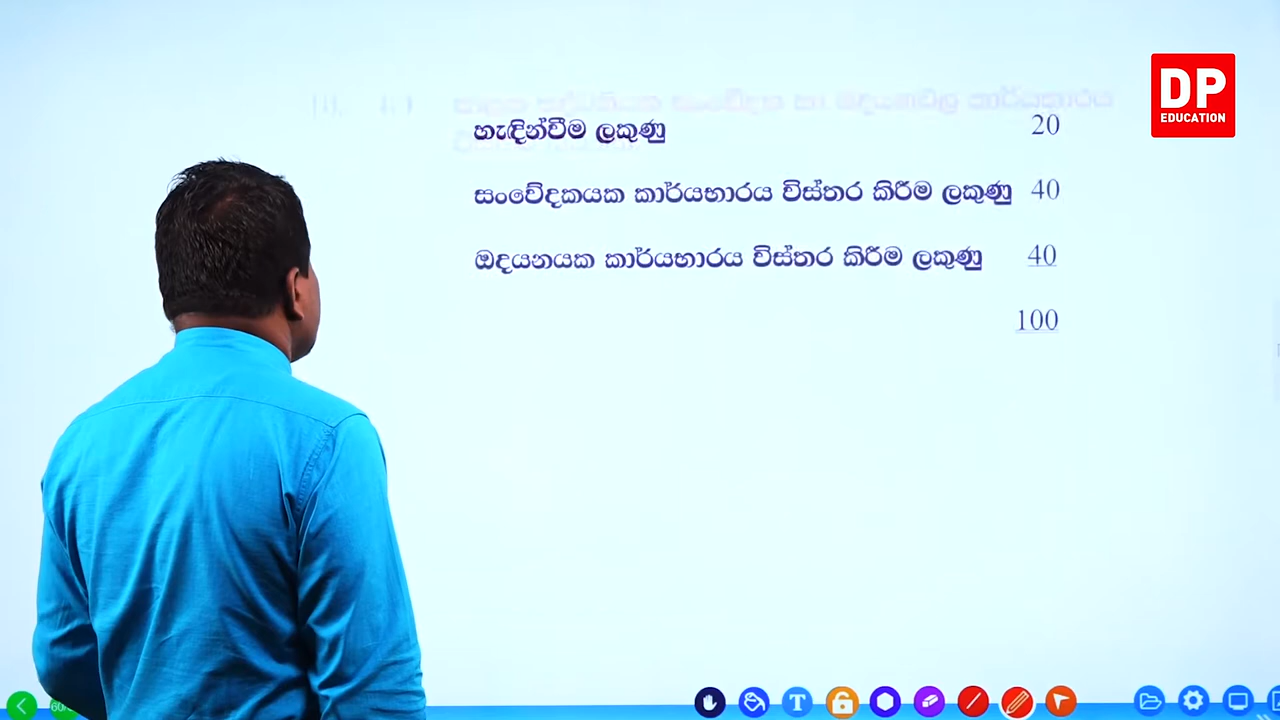 DP
EDUCATION
හැඳින්වීම ලකුණු 20
සංවේදකයක කාර්යභාරය විස්තර කිරීම ලකුණු 40
ඔදයනයක කාර්යභාරය විස්තර කිරීම ලකුණු 40
100